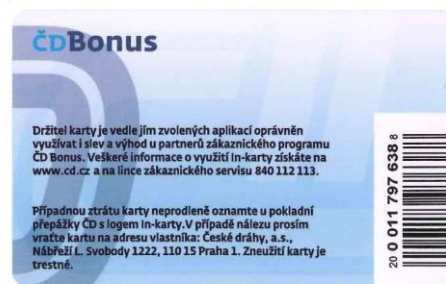 ČDBonus
Držitel karty je vedle jím zvolených aplikací oprávněn
využívat i slev a výhod u partnerů zákaznického programu
ČD Bonus. Veškeré informace o využití In-karty získáte na
www.cd.cz a na lince zákaznického servisu 840 112 113.
Případnou ztrátu karty neprodleně oznamte u pokladní
přepážky ČD s logem In-karty.V případě nálezu prosím
vraťte kartu na adresu vlastníka: České dráhy, a.s.,
Nábřeží L. Svobody 1222, 110 15 Praha 1. Zneužití karty je
trestné.
20 0 011 797 638 8